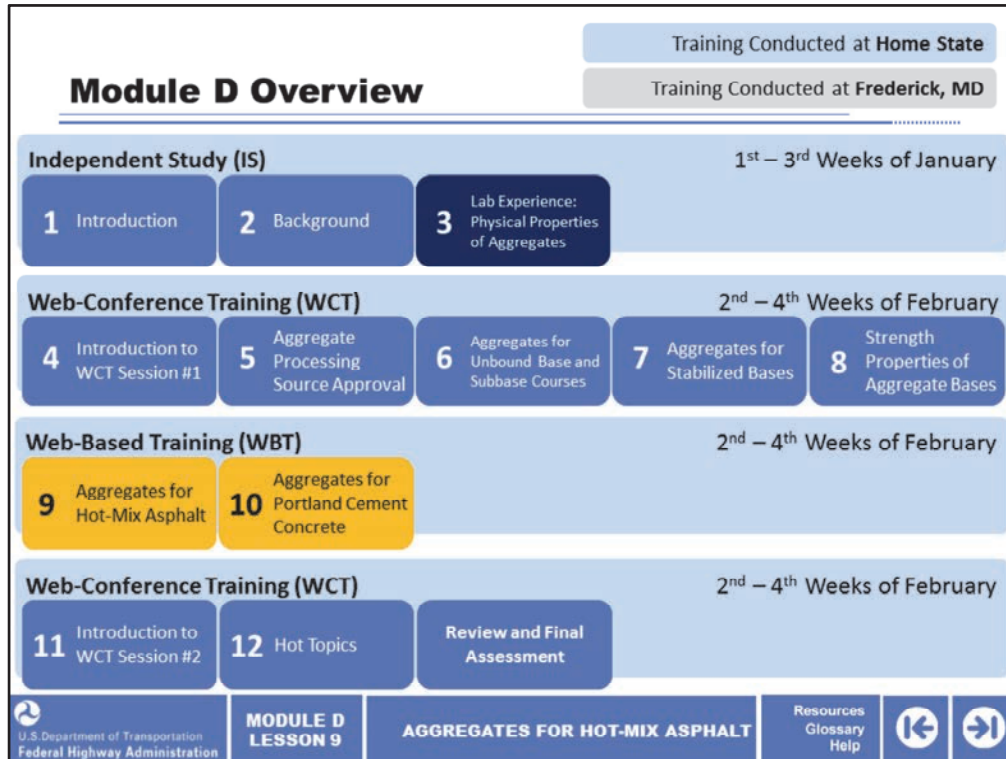 Training Conducted at Home State
Module D Overview
Training Conducted at Frederick, MD
Independent Study (IS)
1st – 3rd Weeks of January
1 Introduction
2 Background
3 Lab Experience:
Physical Properties
of Aggregates
Web-Conference Training (WCT)
2nd – 4th Weeks of February
4 Introduction to
WCT Session #1
5 Aggregate
Processing
Source Approval
6 Aggregates for
Unbound Base and
Subbase Courses
7 Aggregates for
Stabilized Bases
8 Strength
Properties of
Aggregate Bases
Web-Based Training (WBT)
2nd – 4th Weeks of February
9 Aggregates for
Hot-Mix Asphalt
10 Aggregates for
Portland Cement
Concrete
Web-Conference Training (WCT)
2nd – 4th Weeks of February
11 Introduction to
WCT Session #2
12 Hot Topics
Review and Final
Assessment
U.S.Department of Transportation
Federal Highway Administration
MODULE D
LESSON 9
AGGREGATES FOR HOT-MIX ASPHALT
Resources
Glossary
Help